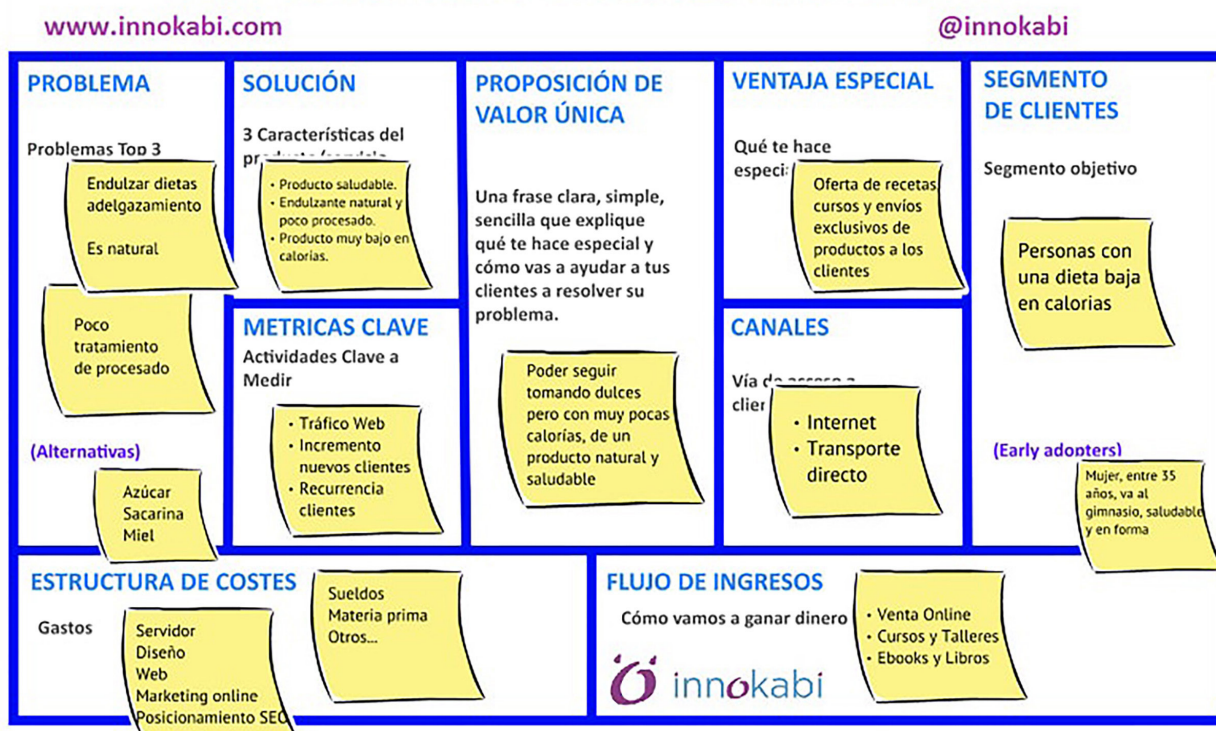 www.innokabi.com
@innokabi
PROBLEMA
Problemas Top 3
Endulzar dietas
adelgazamiento
Es natural
Poco
tratamiento
de procesado
(Alternativas)
Azúcar
Sacarina
Miel
SOLUCIÓN
3 Características del
• Producto saludable.
• Endulzante natural y
poco procesado.
• Producto muy bajo en
calorías.
METRICAS CLAVE
Actividades Clave a
Medir
• Tráfico Web
• Incremento
nuevos clientes
• Recurrencia
clientes
PROPOSICIÓN DE
VALOR ÚNICA
Una frase clara, simple,
sencilla que explique
qué te hace especial y
cómo vas a ayudar a tus
clientes a resolver su
problema.
Poder seguir
tomando dulces
pero con muy pocas
calorías, de un
producto natural y
saludable
VENTAJA ESPECIAL
Qué te hace
especi
Oferta de recetas,
cursos y envíos
exclusivos de
productos a los
clientes
CANALES
Vía de acceso a
clien
• Internet
• Transporte
directo
SEGMENTO
DE CLIENTES
Segmento objetivo
Personas con
una dieta baja
en calorias
(Early adopters)
Mujer, entre 35
años, va al
gimnasio, saludable
y en forma
ESTRUCTURA DE COSTES
Gastos
Servidor
Diseño
Web
Marketing online
Posicionamiento SEO
Sueldos
Materia prima
Otros...
FLUJO DE INGRESOS
Cómo vamos a ganar dinero
• Venta Online
• Cursos y Talleres
• Ebooks y Libros
innokabi